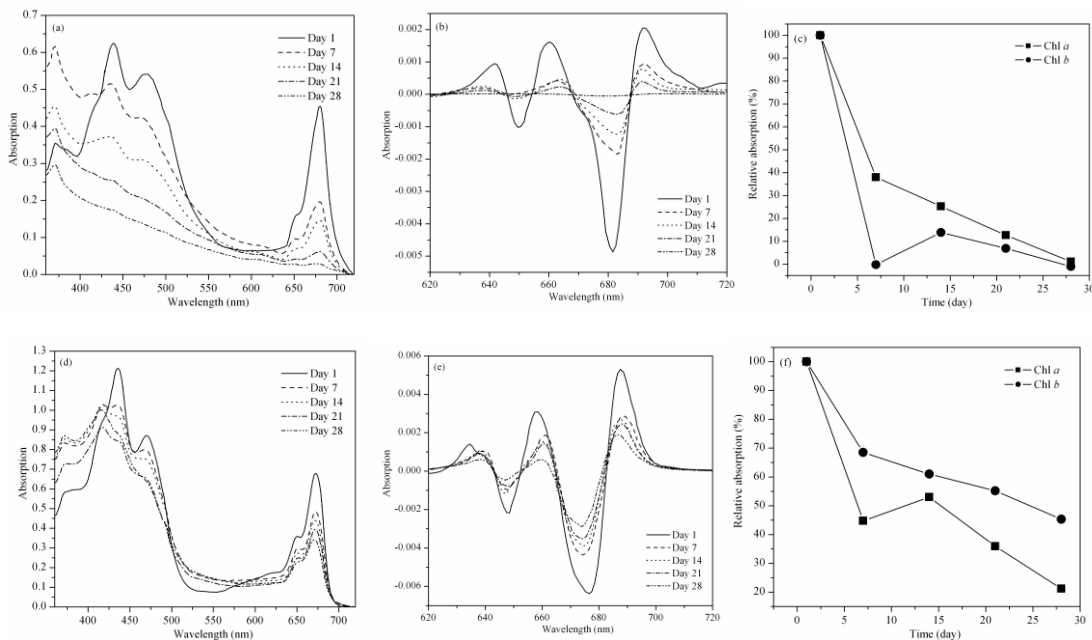 (a)
Day 1
Day 7
Day 14
Day 21
Day 28
0.7
0.6
0.5
0.4
0.3
0.2
0.1
0.0
Absorption
400 450 500 550 600 650 700
Wavelength (nm)
(b)
0.002
0.001
0.000
-0.001
-0.002
-0.003
-0.004
-0.005
Absorption
Day 1
Day 7
Day 14
Day 21
Day 28
620 640 660 680 700 720
Wavelength (nm)
(c)
Chl a
Chl b
100
90
80
70
60
50
40
30
20
10
0
Relative absorption (%)
0 5 10 15 20 25 30
Time (day)
(d)
Day 1
Day 7
Day 14
Day 21
Day 28
1.3
1.2
1.1
1.0
0.9
0.8
0.7
0.6
0.5
0.4
0.3
0.2
0.1
0.0
Absorption
400 450 500 550 600 650 700
Wavelength (nm)
(e)
0.006
0.004
0.002
0.000
-0.002
-0.004
-0.006
Absorption
Day 1
Day 7
Day 14
Day 21
Day 28
620 640 660 680 700 720
Wavelength (nm)
(f)
Chl a
Chl b
100
90
80
70
60
50
40
30
20
Relative absorption (%)
0 5 10 15 20 25 30
Time (day)